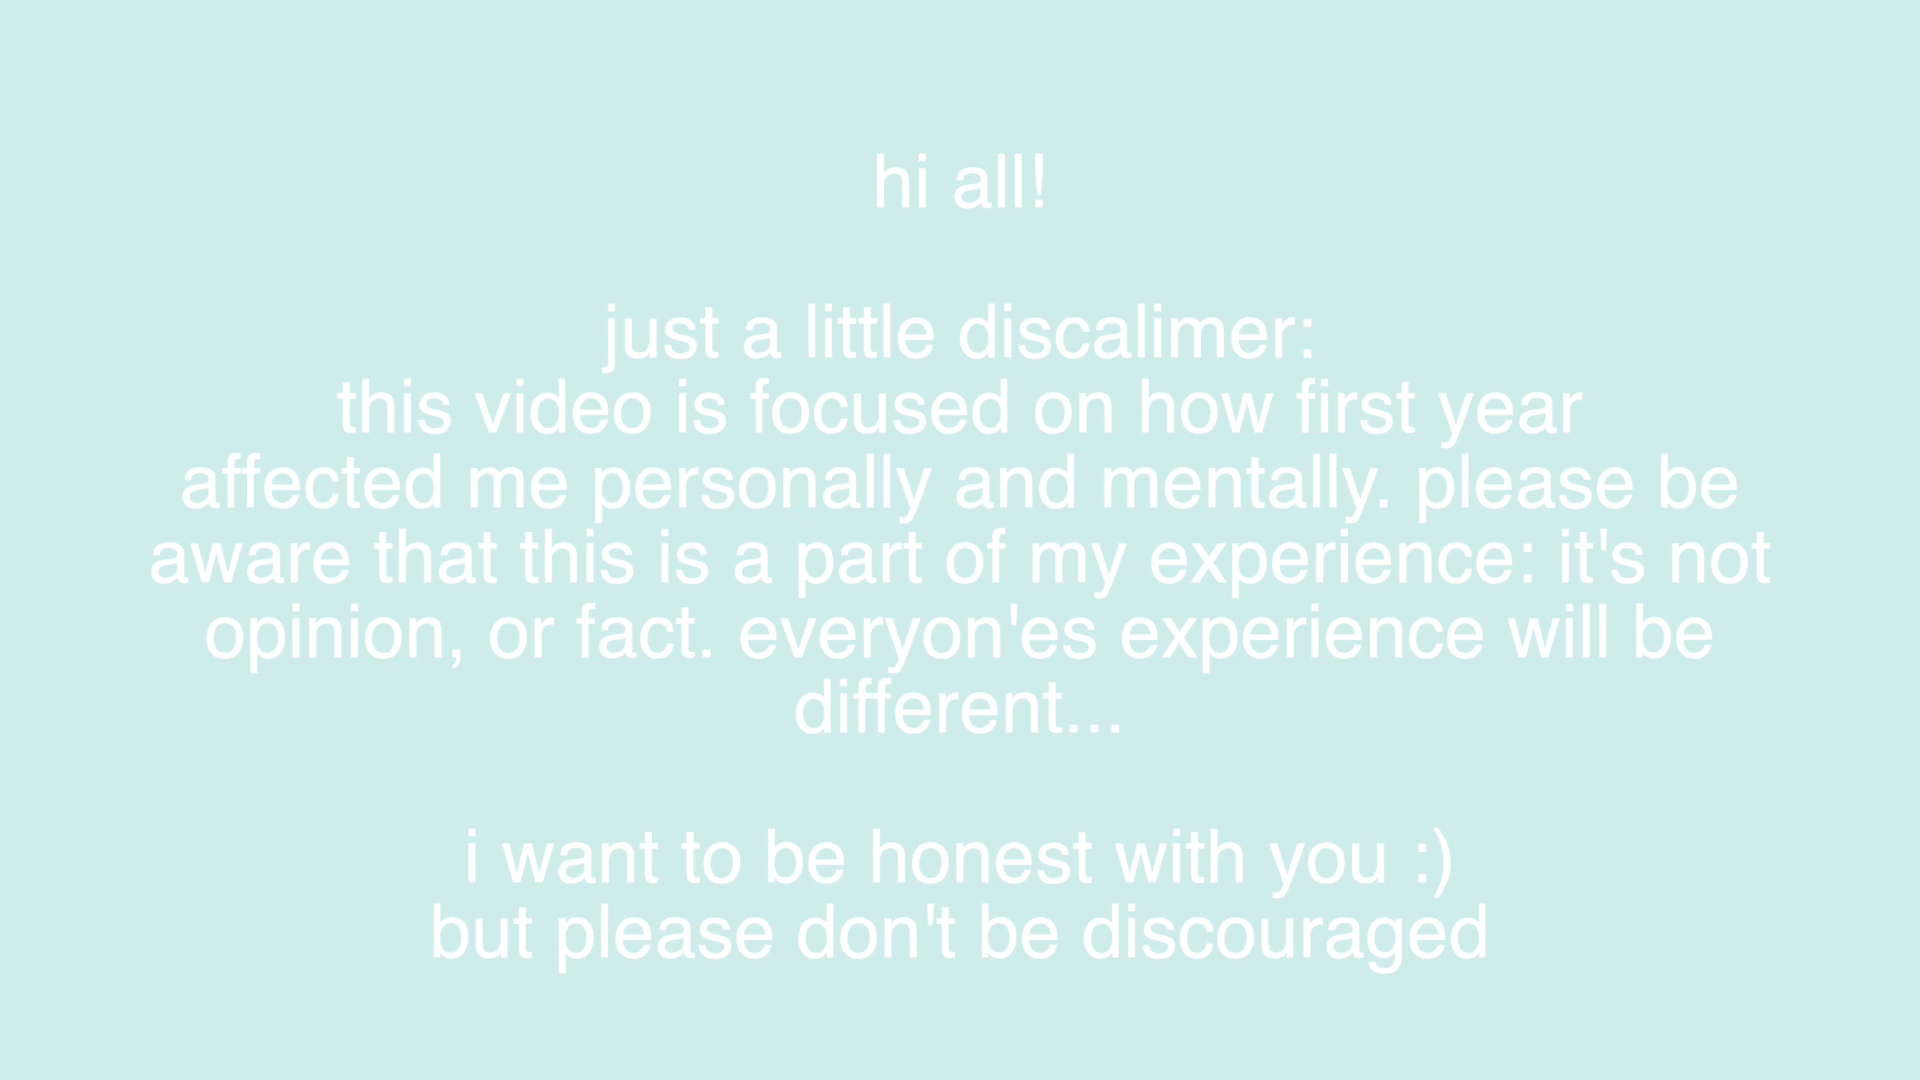 hi all!
just a little discalimer:
this video is focused on how first year
affected me personally and mentally. please be
aware that this is a part of my experience: it's not
opinion, or fact. everyon'es experience will be
different...
i want to be honest with you :)
but please don't be discouraged